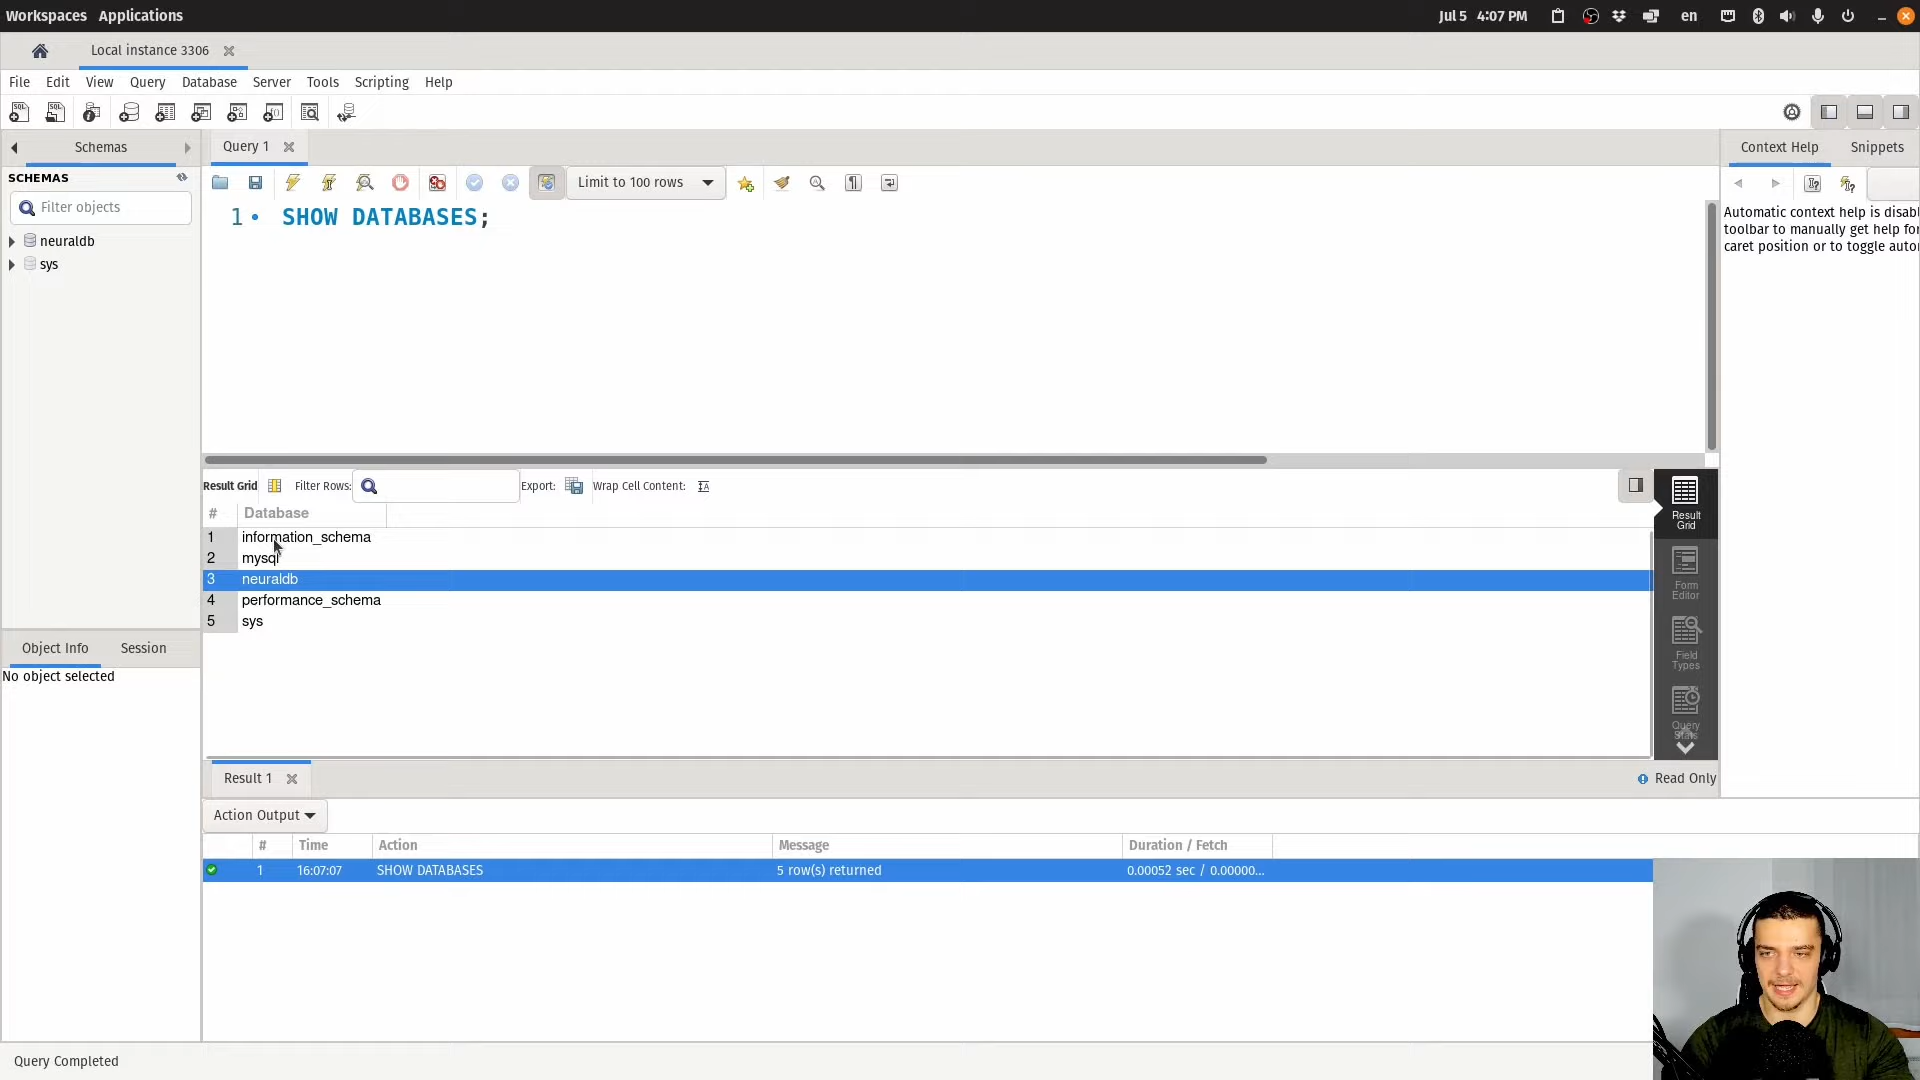 Workspaces Applications
Jul 5 4:07 PM
en
Local instance 3306
File Edit View Query Database Server Tools Scripting Help
Schemas
Query 1
Context Help Snippets
SCHEMAS
Limit to 100 rows
Filter objects
1 SHOW DATABASES;
Automatic context help is disabl
toolbar to manually get help for
caret position or to toggle auto
neuraldb
sys
Result Grid Filter Rows: Export: Wrap Cell Content:
Result
Grid
# Database
1 information_schema
2 mysql
3 neuraldb
4 performance_schema
5 sys
Form
Editor
Field
Types
Query
Stats
Object Info Session
No object selected
Result 1
Read Only
Action Output
# Time Action Message Duration / Fetch
1 16:07:07 SHOW DATABASES 5 row(s) returned 0.00052 sec / 0.00000...
Query Completed